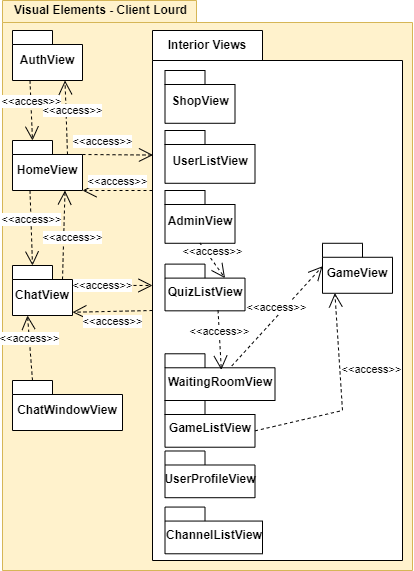 Visual Elements - Client Lourd
AuthView
Interior Views
ShopView
<<access>>
<<access>>
<<access>>
HomeView
UserListView
<<access>>
AdminView
<<access>>
<<access>>
<<access>>
GameView
ChatView
<<access>>
QuizListView
<<access>>
<<access>>
<<access>>
<<access>>
<<access>>
WaitingRoomView
ChatWindowView
GameListView
UserProfileView
ChannelListView